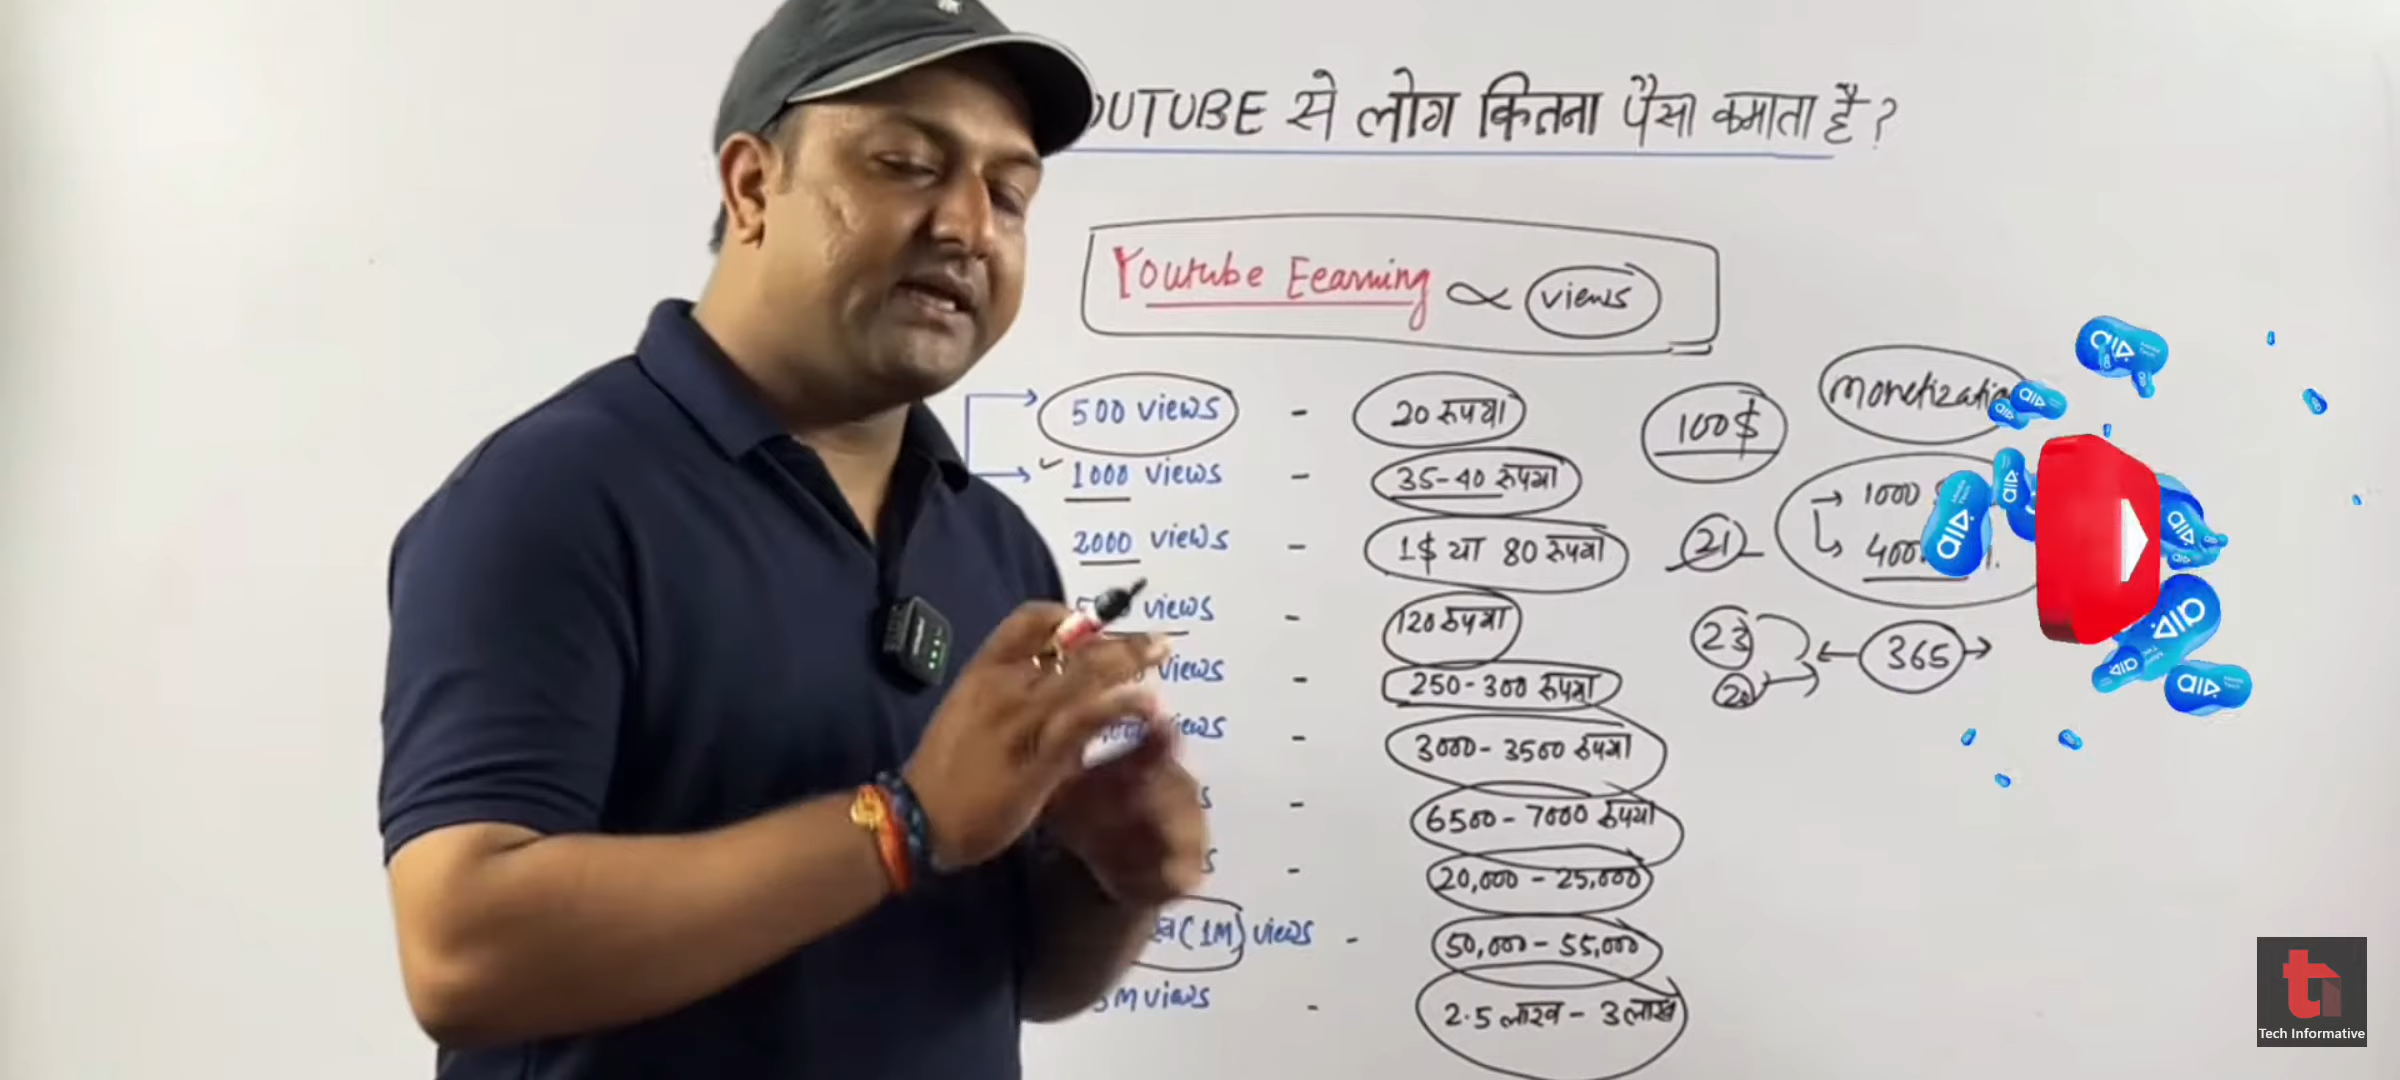 OUTUBE से लोग कितना पैसा कमाता है?
Youtube Eearning ∝ views
500 views - 20 रुपया
1000 views - 35-40 रुपया
2000 views - 1$ या 80 रुपया
views - 120 रुपया
views - 250-300 रुपया
views - 3000-3500 रुपया
- 6500-7000 रुपया
- 20,000-25,000
(1M) views - 50,000-55,000
5M views - 2.5 लाख-3 लाख
100$
monetization
→ 1000
21
23
← 365 →
Tech Informative